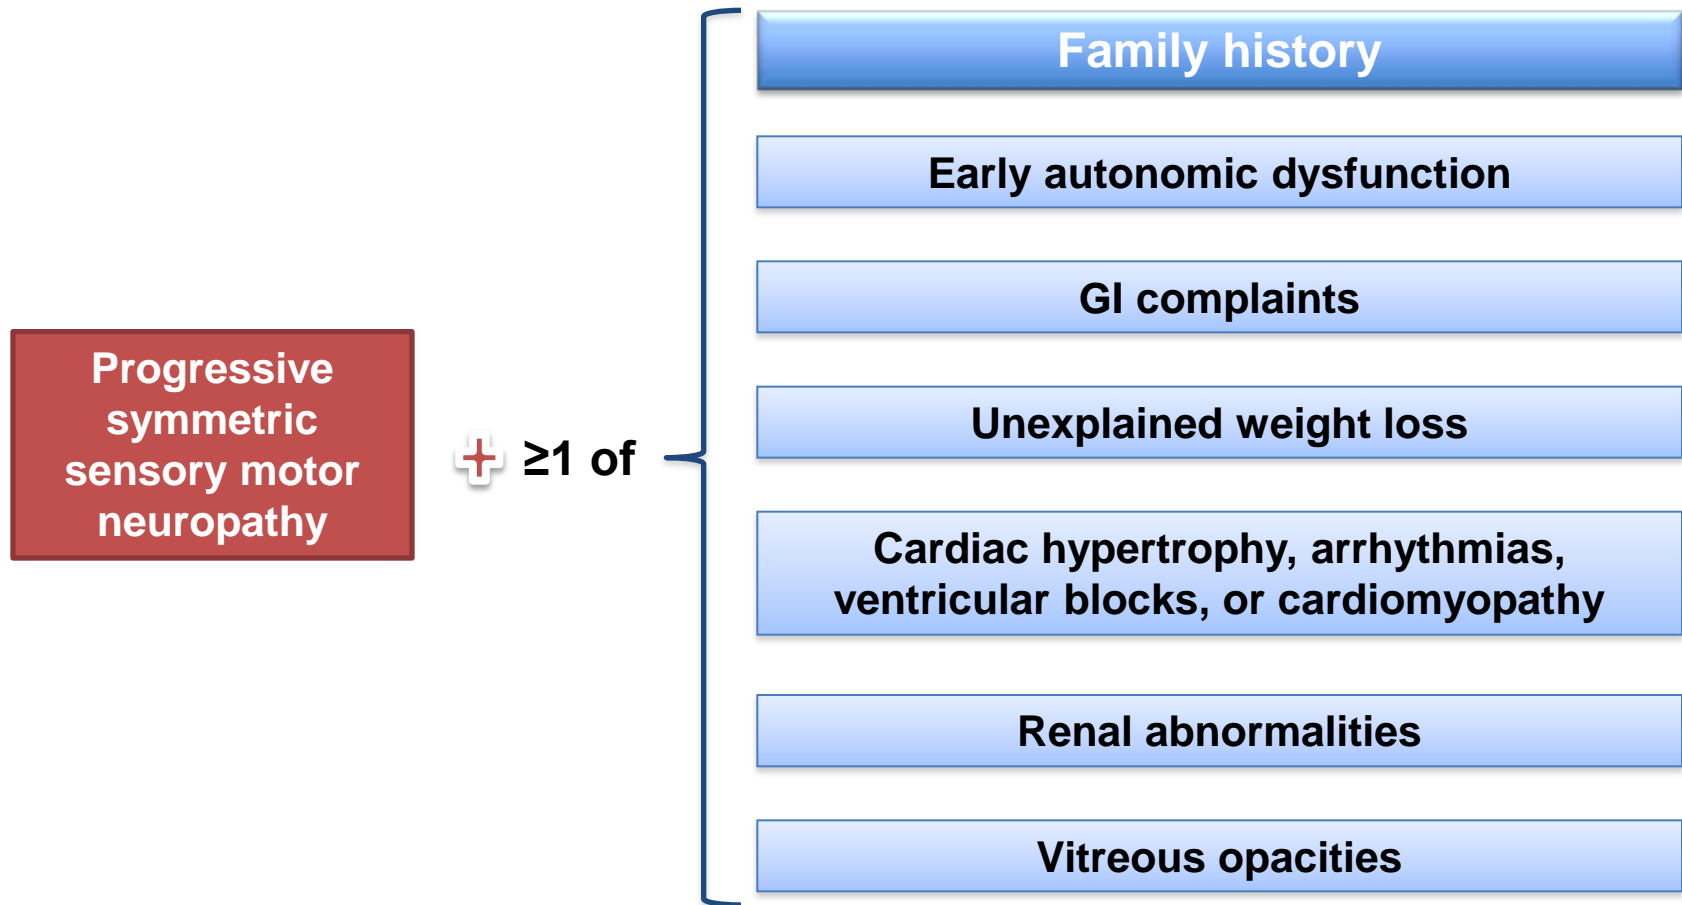 Progressive
symmetric
sensory motor
neuropathy
≥1 of
Family history
Early autonomic dysfunction
GI complaints
Unexplained weight loss
Cardiac hypertrophy, arrhythmias,
ventricular blocks, or cardiomyopathy
Renal abnormalities
Vitreous opacities